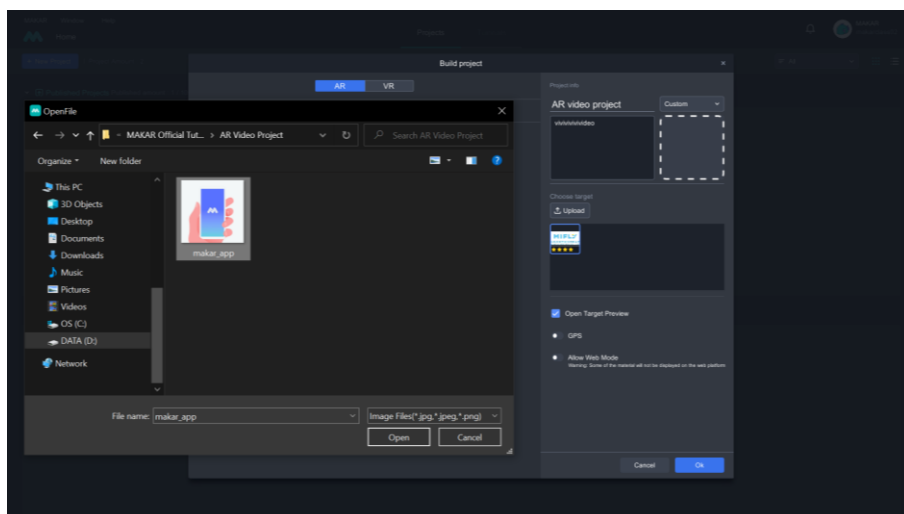 Home
Projects
Build project
AR
VR
OpenFile
MAKAR Official Tut... > AR Video Project
Search AR Video Project
Organize
New folder
This PC
3D Objects
Desktop
Documents
Downloads
Music
Pictures
Videos
OS (C:)
DATA (D:)
Network
makar_app
File name: makar_app
Image Files(*.jpg,*.jpeg,*.png)
Open
Cancel
Project info
AR video project
Custom
Choose target
Upload
MIFLY
Open Target Preview
GPS
Allow Web Mode
Warning: Some of the material will not be displayed on the web platform
Cancel
Ok